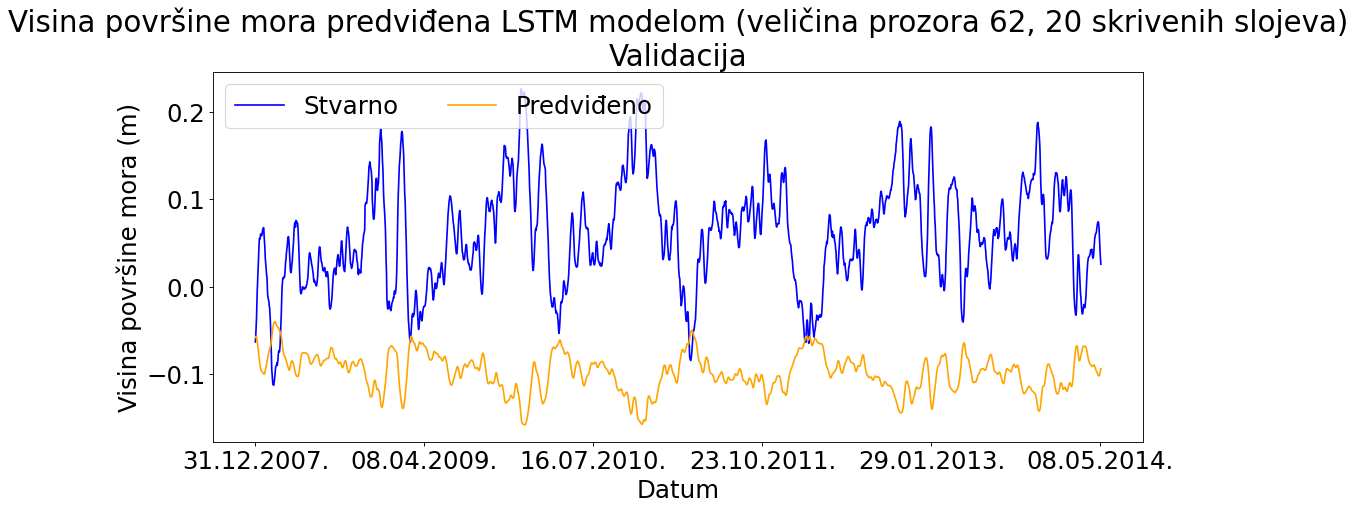 Visina površine mora predviđena LSTM modelom (veličina prozora 62, 20 skrivenih slojeva)
Validacija
Stvarno Predviđeno
Visina površine mora (m)
0.2
0.1
0.0
−0.1
31.12.2007. 08.04.2009. 16.07.2010. 23.10.2011. 29.01.2013. 08.05.2014.
Datum